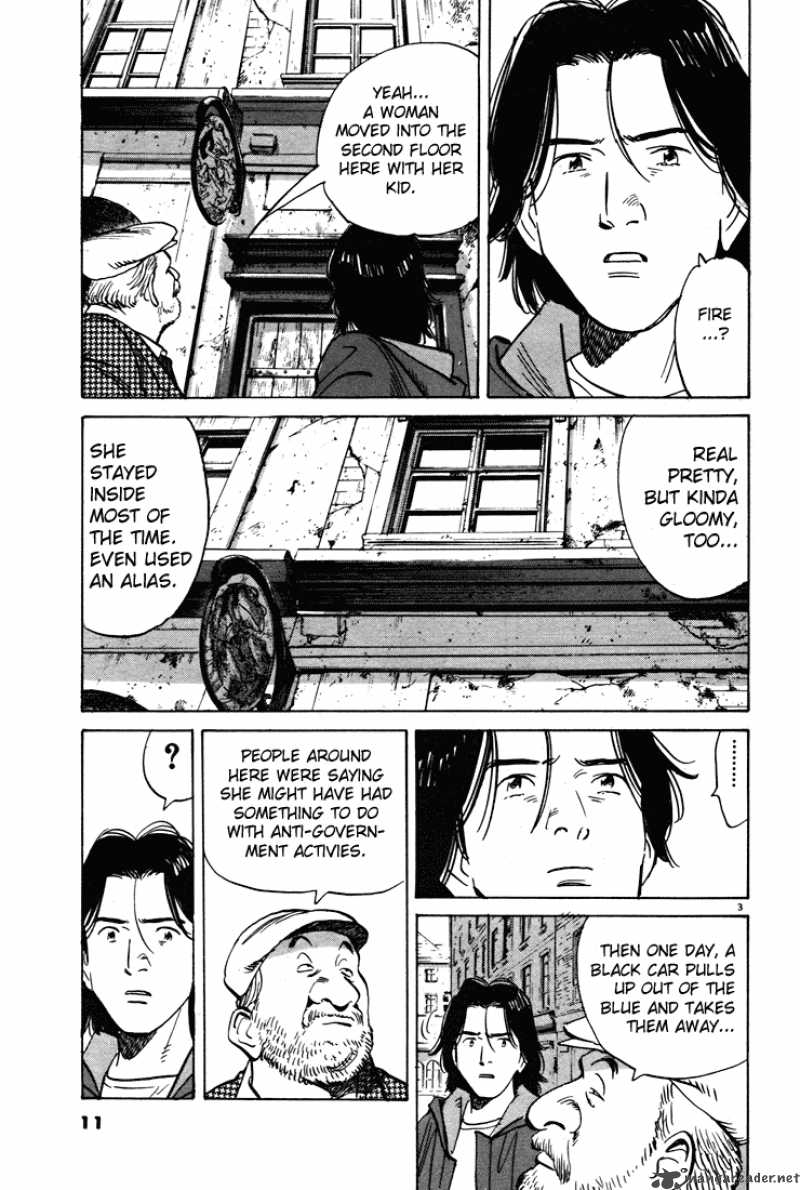 FIRE
...?
YEAH...
A WOMAN
MOVED INTO THE
SECOND FLOOR
HERE WITH HER
KID.
REAL
PRETTY,
BUT KINDA
GLOOMY,
TOO...
SHE
STAYED
INSIDE
MOST OF
THE TIME.
EVEN USED
AN ALIAS.
.........
3
PEOPLE AROUND
HERE WERE SAYING
SHE MIGHT HAVE HAD
SOMETHING TO DO
WITH ANTI-GOVERN-
MENT ACTIVIES.
?
THEN ONE DAY, A
BLACK CAR PULLS
UP OUT OF THE
BLUE AND TAKES
THEM AWAY...
11
mangareader.net